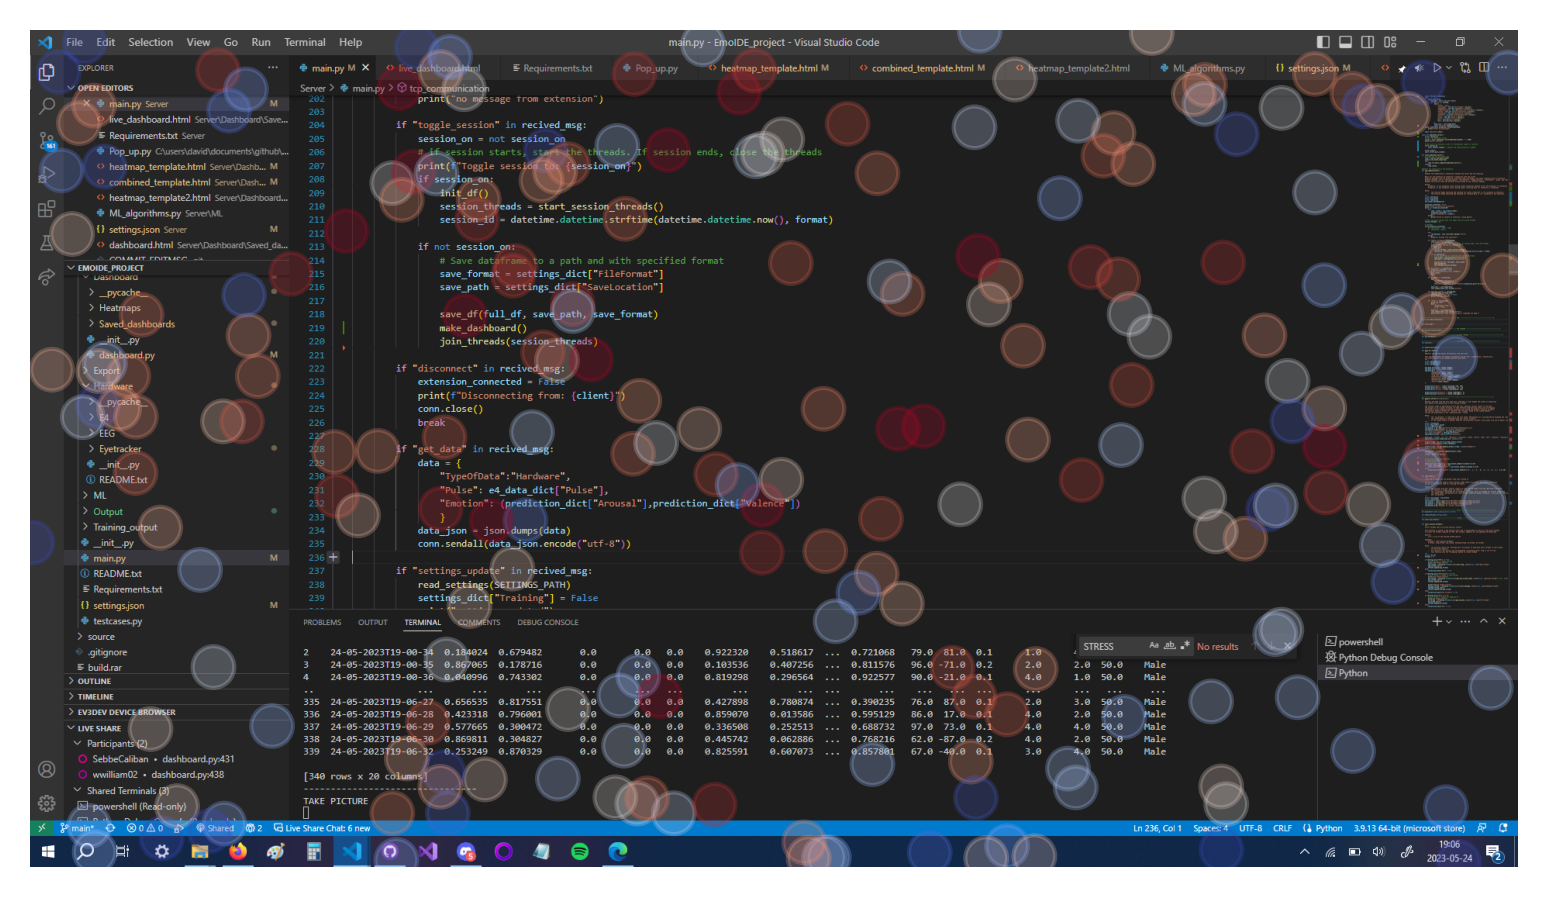 File Edit Selection View Go Run Terminal Help
main.py - EmoIDE_project - Visual Studio Code
EXPLORER
main.py M
live_dashboard.html
Requirements.txt
Pop_up.py
heatmap_template.html M
combined_template.html M
heatmap_template2.html
ML_algorithms.py
settings.json M
OPEN EDITORS
main.py Server M
live_dashboard.html Server\Dashboard\Save...
Requirements.txt Server
Pop_up.py C:\users\david\documents\github\...
heatmap_template.html Server\Dashb... M
combined_template.html Server\Dash... M
heatmap_template2.html Server\Dashboard...
ML_algorithms.py Server\ML
settings.json Server M
dashboard.html Server\Dashboard\Saved_da...
EMOIDE_PROJECT
Dashboard
__pycache__
Heatmaps
Saved_dashboards
__init__.py
dashboard.py M
Export
Hardware
__pycache__
E4
EEG
Eyetracker
__init__.py
README.txt
ML
Output
Training_output
__init__.py
main.py M
README.txt
Requirements.txt
settings.json M
testcases.py
source
.gitignore
build.rar
OUTLINE
TIMELINE
EV3DEV DEVICE BROWSER
LIVE SHARE
Participants (2)
SebbeCaliban • dashboard.py:431
wwilliam02 • dashboard.py:438
Shared Terminals (3)
powershell (Read-only)
Server > main.py > tcp_communication
202 print("no message from extension")
203
204 if "toggle_session" in recived_msg:
205 session_on = not session_on
206 # if session starts, start the threads. If session ends, close the threads
207 print(f"Toggle session to: {session_on}")
208 if session_on:
209 init_df()
210 session_threads = start_session_threads()
211 session_id = datetime.datetime.strftime(datetime.datetime.now(), format)
212
213 if not session_on:
214 # Save dataframe to a path and with specified format
215 save_format = settings_dict["FileFormat"]
216 save_path = settings_dict["SaveLocation"]
217
218 save_df(full_df, save_path, save_format)
219 make_dashboard()
220 join_threads(session_threads)
221
222 if "disconnect" in recived_msg:
223 extension_connected = False
224 print(f"Disconnecting from: {client}")
225 conn.close()
226 break
227
228 if "get_data" in recived_msg:
229 data = {
230 "TypeOfData":"Hardware",
231 "Pulse": e4_data_dict["Pulse"],
232 "Emotion": (prediction_dict["Arousal"],prediction_dict["Valence"])
233 }
234 data_json = json.dumps(data)
235 conn.sendall(data_json.encode("utf-8"))
236
237 if "settings_update" in recived_msg:
238 read_settings(SETTINGS_PATH)
239 settings_dict["Training"] = False
PROBLEMS OUTPUT TERMINAL COMMENTS DEBUG CONSOLE
STRESS
No results
powershell
Python Debug Console
Python
2 24-05-2023T19-00-34 0.184024 0.679482 0.0 0.0 0.0 0.922320 0.518617 ... 0.721068 79.0 81.0 0.1 1.0
3 24-05-2023T19-00-35 0.867065 0.178716 0.0 0.0 0.0 0.103536 0.407256 ... 0.811576 96.0 -71.0 0.2 2.0 2.0 50.0 Male
4 24-05-2023T19-00-36 0.040996 0.743302 0.0 0.0 0.0 0.819298 0.296564 ... 0.922577 90.0 -21.0 0.1 4.0 1.0 50.0 Male
.. ... ... ... ... ... ... ... ... ... ... ... ... ... ... ... ... ...
335 24-05-2023T19-06-27 0.656535 0.817551 0.0 0.0 0.0 0.427898 0.780874 ... 0.390235 76.0 87.0 0.1 2.0 3.0 50.0 Male
336 24-05-2023T19-06-28 0.423318 0.796001 0.0 0.0 0.0 0.859070 0.013586 ... 0.595129 86.0 17.0 0.1 4.0 2.0 50.0 Male
337 24-05-2023T19-06-29 0.577665 0.300472 0.0 0.0 0.0 0.336508 0.252513 ... 0.688732 97.0 73.0 0.1 4.0 4.0 50.0 Male
338 24-05-2023T19-06-30 0.869811 0.304827 0.0 0.0 0.0 0.445742 0.062886 ... 0.768216 62.0 -87.0 0.2 4.0 2.0 50.0 Male
339 24-05-2023T19-06-32 0.253249 0.870329 0.0 0.0 0.0 0.825591 0.607073 ... 0.857801 67.0 -40.0 0.1 3.0 4.0 50.0 Male
[340 rows x 20 columns]
TAKE PICTURE
main* 0 0 Shared 2 Live Share Chat: 6 new
Ln 236, Col 1 Spaces: 4 UTF-8 CRLF Python 3.9.13 64-bit (microsoft store)
19:06
2023-05-24